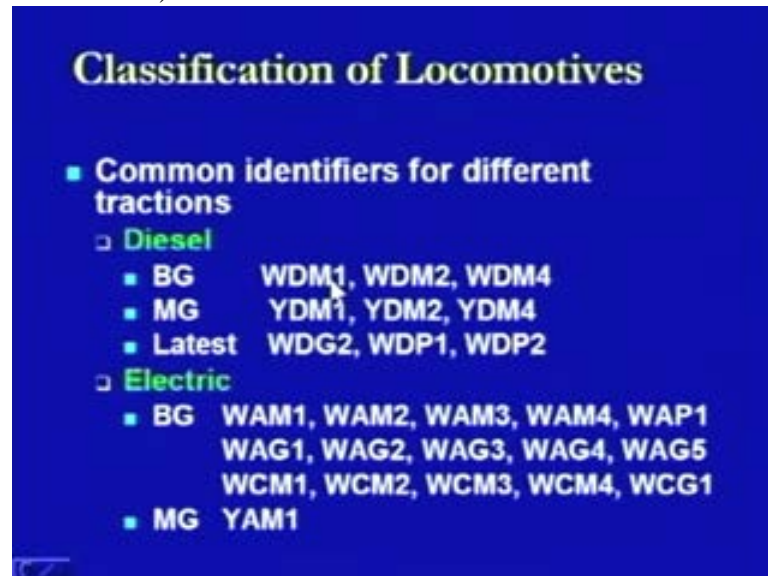 Classification of Locomotives
Common identifiers for different
tractions
Diesel
BG WDM1, WDM2, WDM4
MG YDM1, YDM2, YDM4
Latest WDG2, WDP1, WDP2
Electric
BG WAM1, WAM2, WAM3, WAM4, WAP1
WAG1, WAG2, WAG3, WAG4, WAG5
WCM1, WCM2, WCM3, WCM4, WCG1
MG YAM1